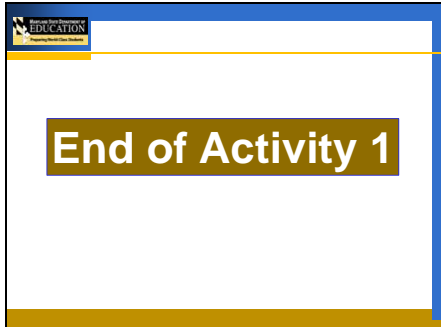 MARYLAND STATE DEPARTMENT OF
EDUCATION
Preparing World-Class Students
End of Activity 1